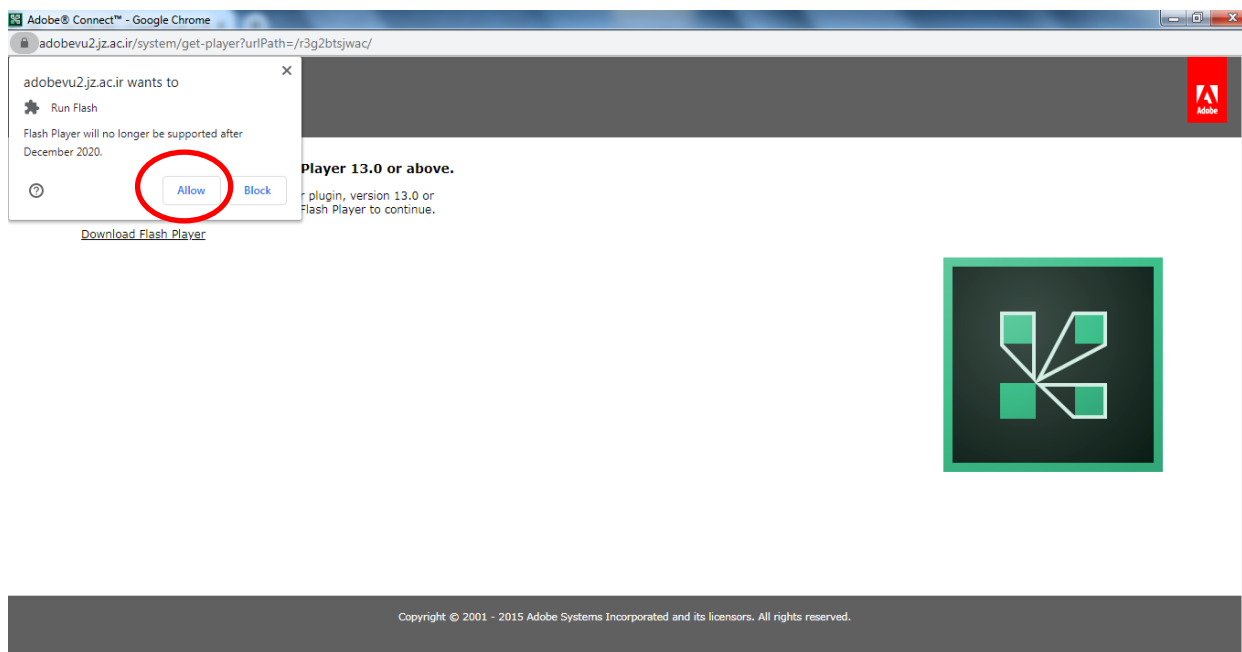 Adobe® Connect™ - Google Chrome
adobevu2.jz.ac.ir/system/get-player?urlPath=/r3g2btsjwac/
adobevu2.jz.ac.ir wants to
Run Flash
Flash Player will no longer be supported after
December 2020.
Allow
Block
Adobe
Player 13.0 or above.
plugin, version 13.0 or
Flash Player to continue.
Download Flash Player
Copyright © 2001 - 2015 Adobe Systems Incorporated and its licensors. All rights reserved.